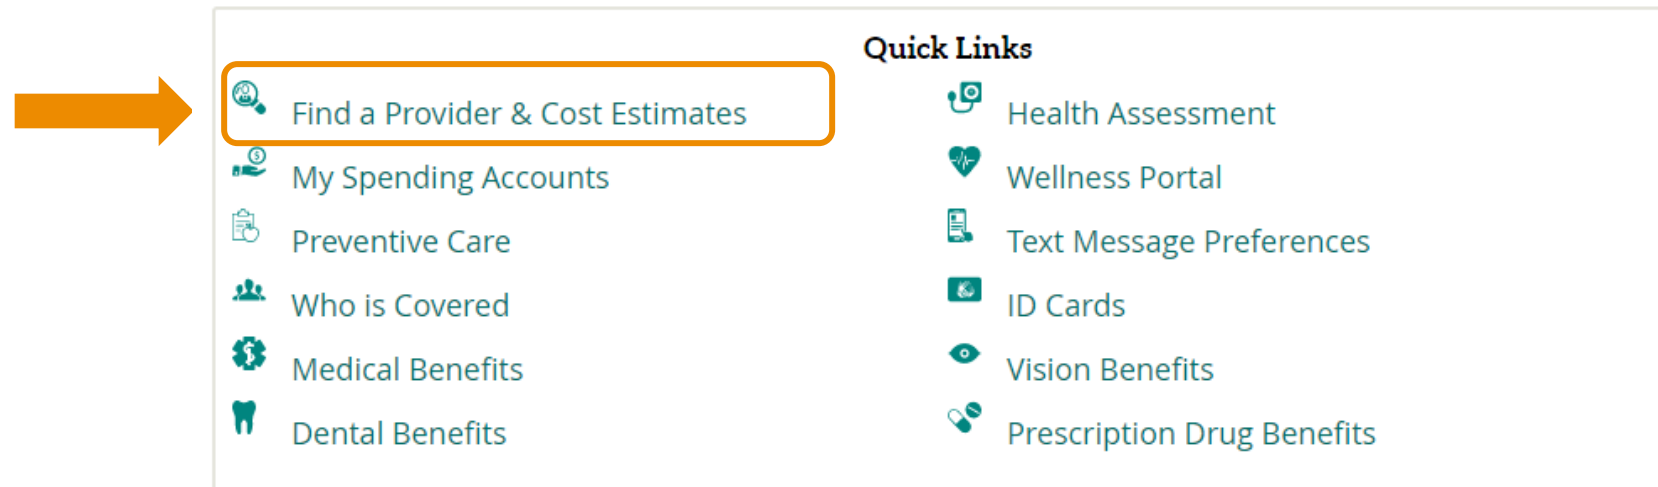 Quick Links
Find a Provider & Cost Estimates
My Spending Accounts
Preventive Care
Who is Covered
Medical Benefits
Dental Benefits
Health Assessment
Wellness Portal
Text Message Preferences
ID Cards
Vision Benefits
Prescription Drug Benefits